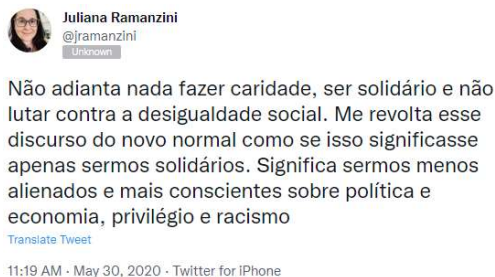 Juliana Ramanzini
@jramanzini
Unknown
Não adianta nada fazer caridade, ser solidário e não
lutar contra a desigualdade social. Me revolta esse
discurso do novo normal como se isso significasse
apenas sermos solidários. Significa sermos menos
alienados e mais conscientes sobre política e
economia, privilégio e racismo
Translate Tweet
11:19 AM · May 30, 2020 · Twitter for iPhone